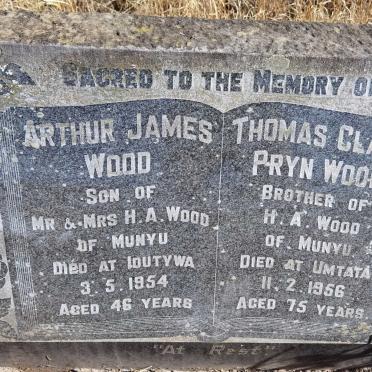 SACRED TO THE MEMORY OF
ARTHUR JAMES
WOOD
SON OF
MR & MRS H.A. WOOD
OF MUNYU
DIED AT IDUTYWA
3.5.1954
AGED 46 YEARS
THOMAS CLA
PRYN WOOD
BROTHER OF
H.A. WOOD
OF MUNYU
DIED AT UMTATA
11.2.1956
AGED 75 YEARS.
"At Rest"